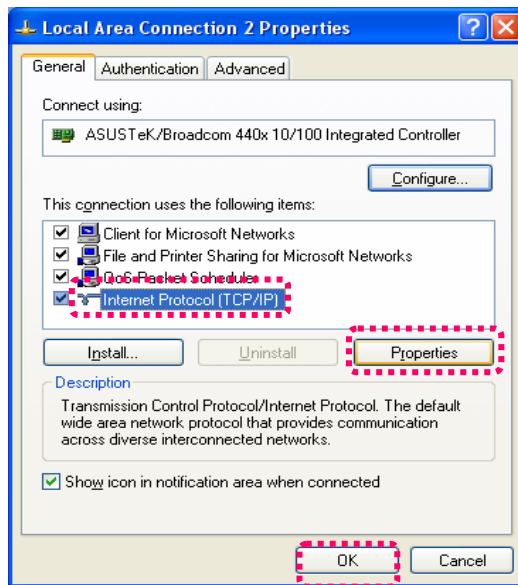 Local Area Connection 2 Properties
General Authentication Advanced
Connect using:
ASUSTeK/Broadcom 440x 10/100 Integrated Controller
Configure...
This connection uses the following items:
Client for Microsoft Networks
File and Printer Sharing for Microsoft Networks
QoS Packet Scheduler
Internet Protocol (TCP/IP)
Install... Uninstall Properties
Description
Transmission Control Protocol/Internet Protocol. The default
wide area network protocol that provides communication
across diverse interconnected networks.
Show icon in notification area when connected
OK Cancel